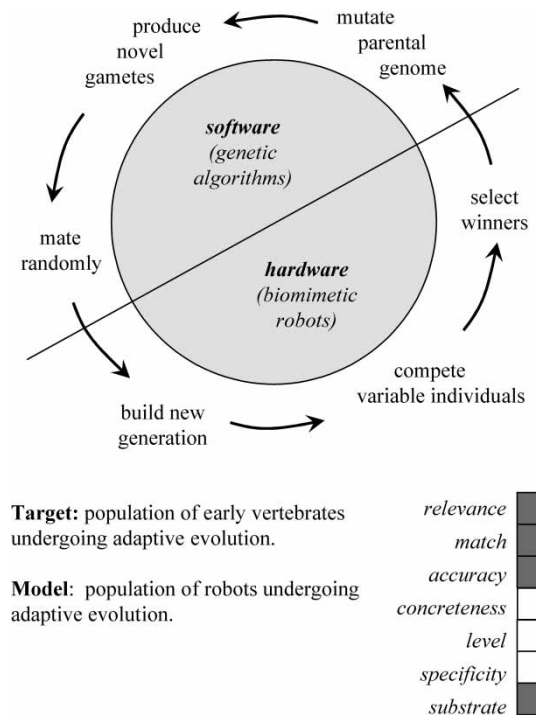 produce
novel
gametes
mutate
parental
genome
software
(genetic
algorithms)
select
winners
mate
randomly
hardware
(biomimetic
robots)
compete
variable individuals
build new
generation
Target: population of early vertebrates
undergoing adaptive evolution.
Model: population of robots undergoing
adaptive evolution.
relevance
match
accuracy
concreteness
level
specificity
substrate